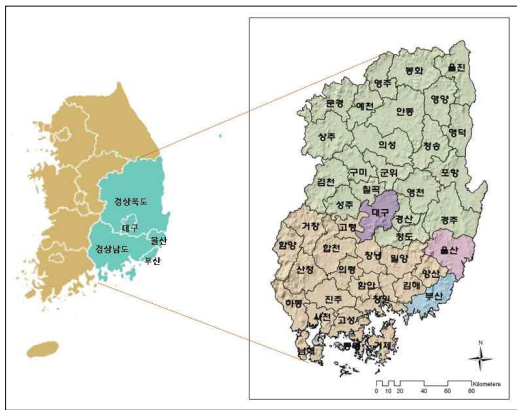 경상북도
대구
경상남도
울산
부산
봉화
울진
영주
문경
예천
안동
영양
상주
의성
청송
영덕
구미
군위
김천
칠곡
영천
포항
성주
대구
경산
경주
고령
청도
거창
함양
합천
창녕
밀양
울산
산청
의령
양산
함안
김해
부산
하동
진주
창원
사천
고성
거제
남해
통영
N
0 10 20 40 60 80
Kilometers